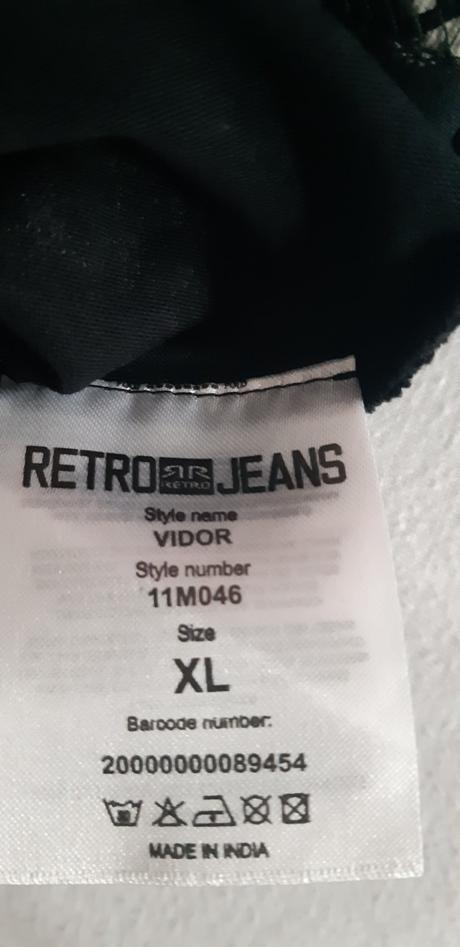 RETRO RETRO JEANS
Style name
VIDOR
Style number
11M046
Size
XL
Barcode number:
20000000089454
MADE IN INDIA